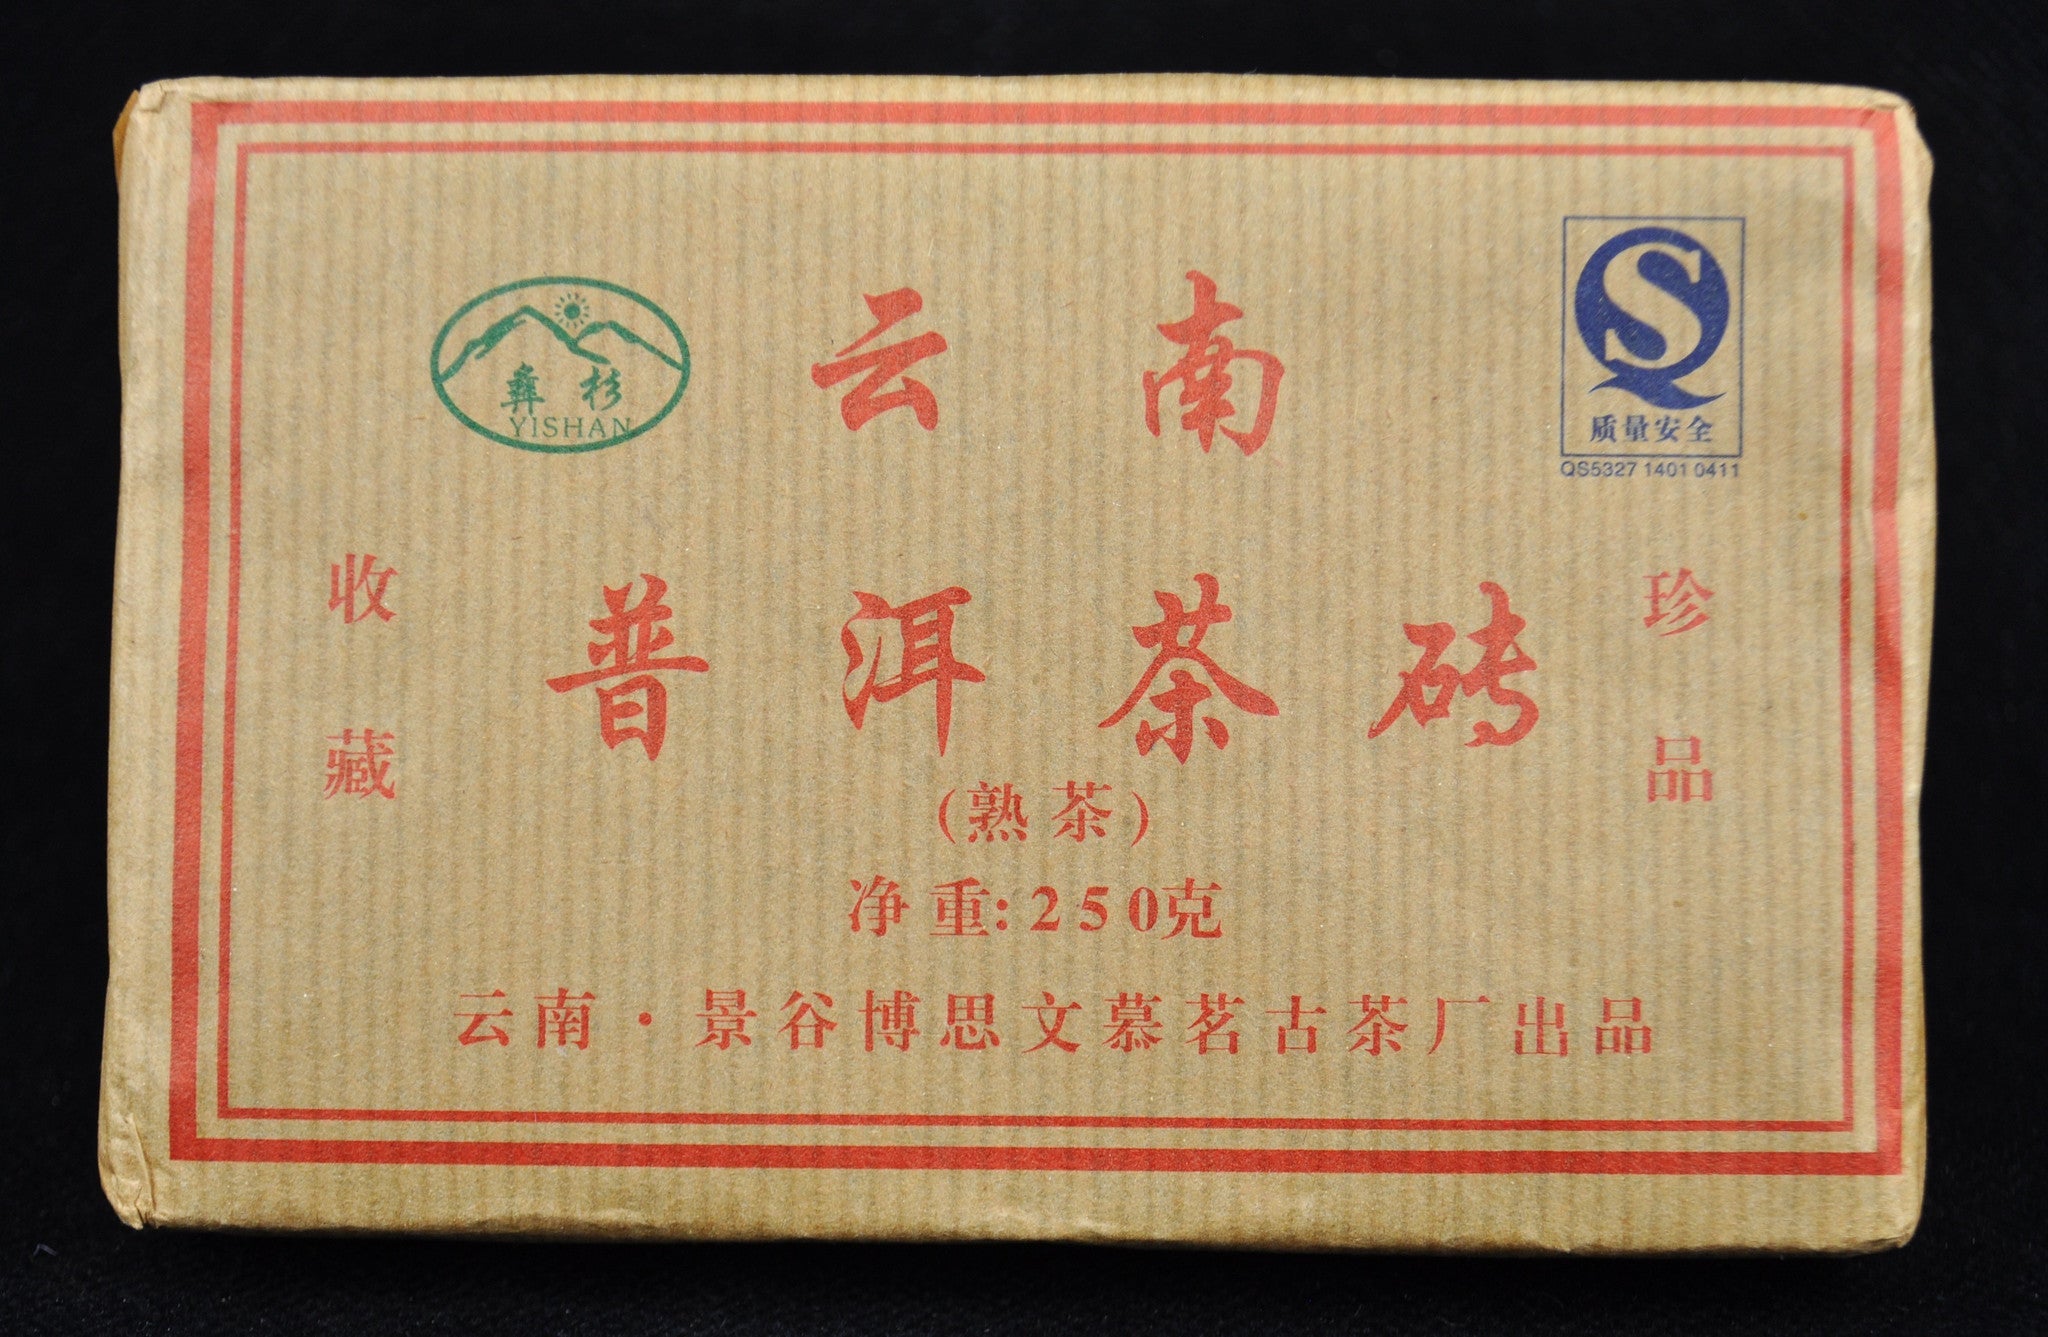 彝杉
YISHAN
云南
质量安全
QS5327 1401 0411
收藏
普洱茶砖
珍品
(熟茶)
净重:250克
云南·景谷博思文慕茗古茶厂出品